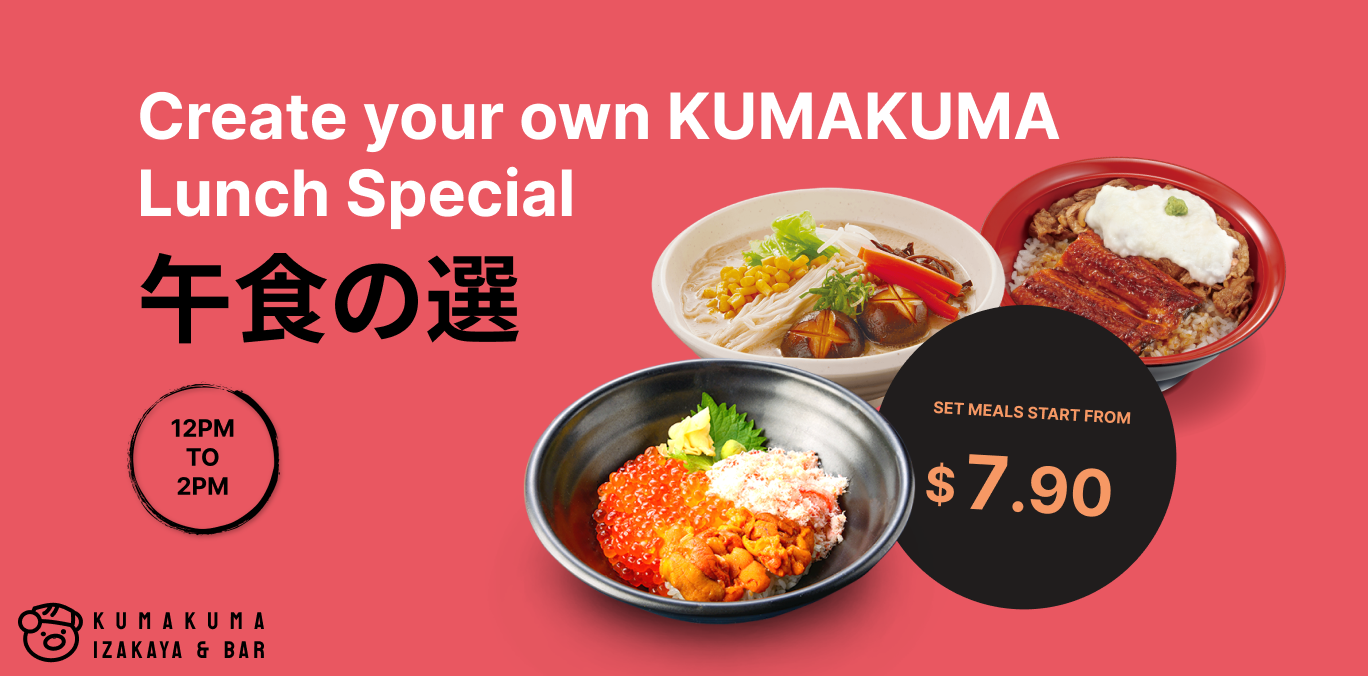 Create your own KUMAKUMA
Lunch Special
午食の選
12PM
TO
2PM
SET MEALS START FROM
$7.90
KUMAKUMA
IZAKAYA & BAR